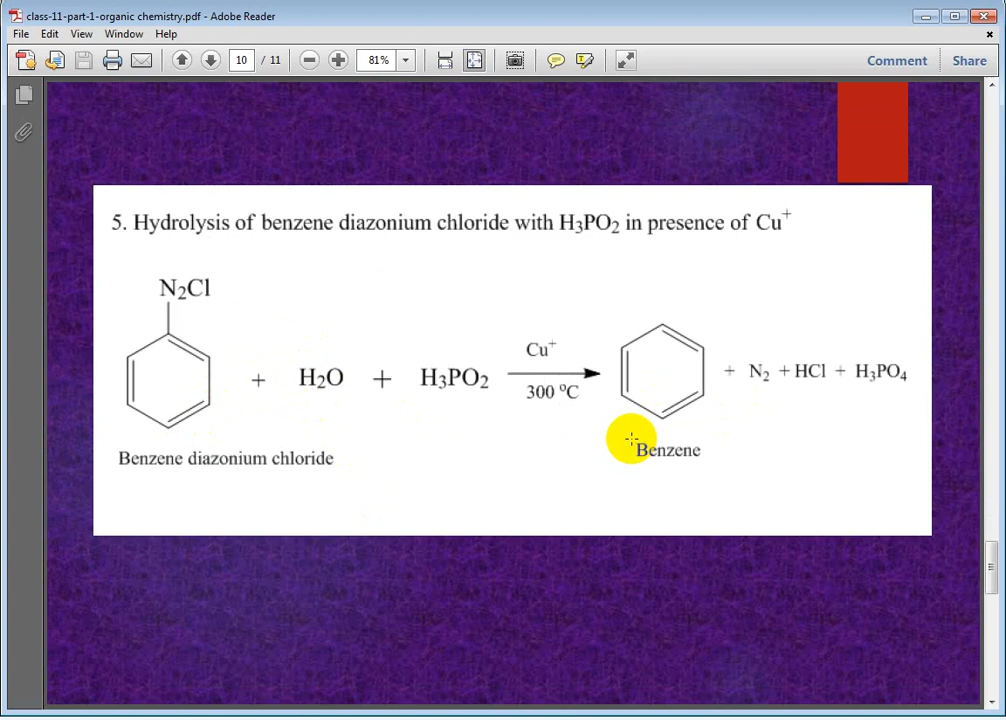 class-11-part-1-organic chemistry.pdf - Adobe Reader
File Edit View Window Help
10 / 11 81% Comment Share
5. Hydrolysis of benzene diazonium chloride with H₃PO₂ in presence of Cu⁺
N₂Cl
+ H₂O + H₃PO₂ Cu⁺ 300 ⁰C + N₂ + HCl + H₃PO₄
Benzene diazonium chloride Benzene